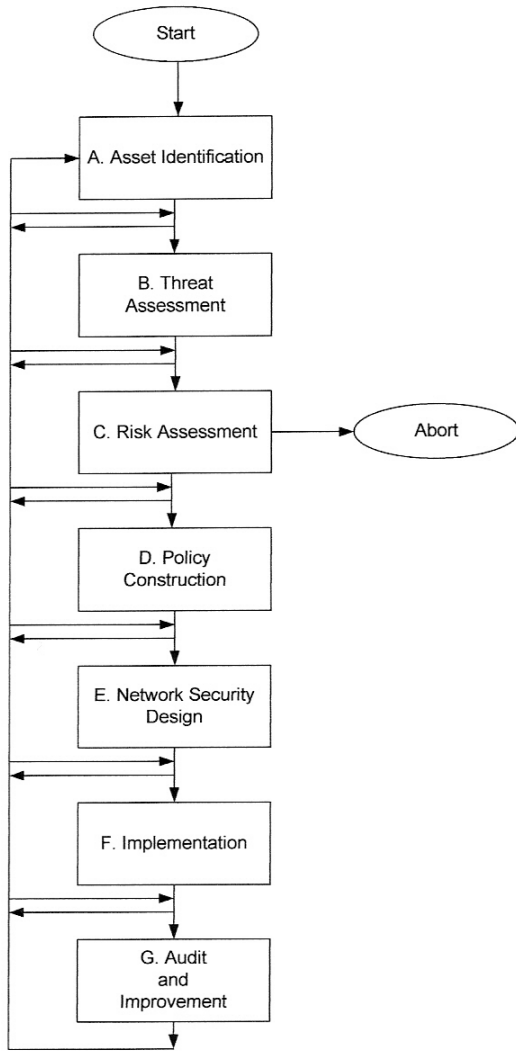 Start
A. Asset Identification
B. Threat
Assessment
C. Risk Assessment
Abort
D. Policy
Construction
E. Network Security
Design
F. Implementation
G. Audit
and
Improvement